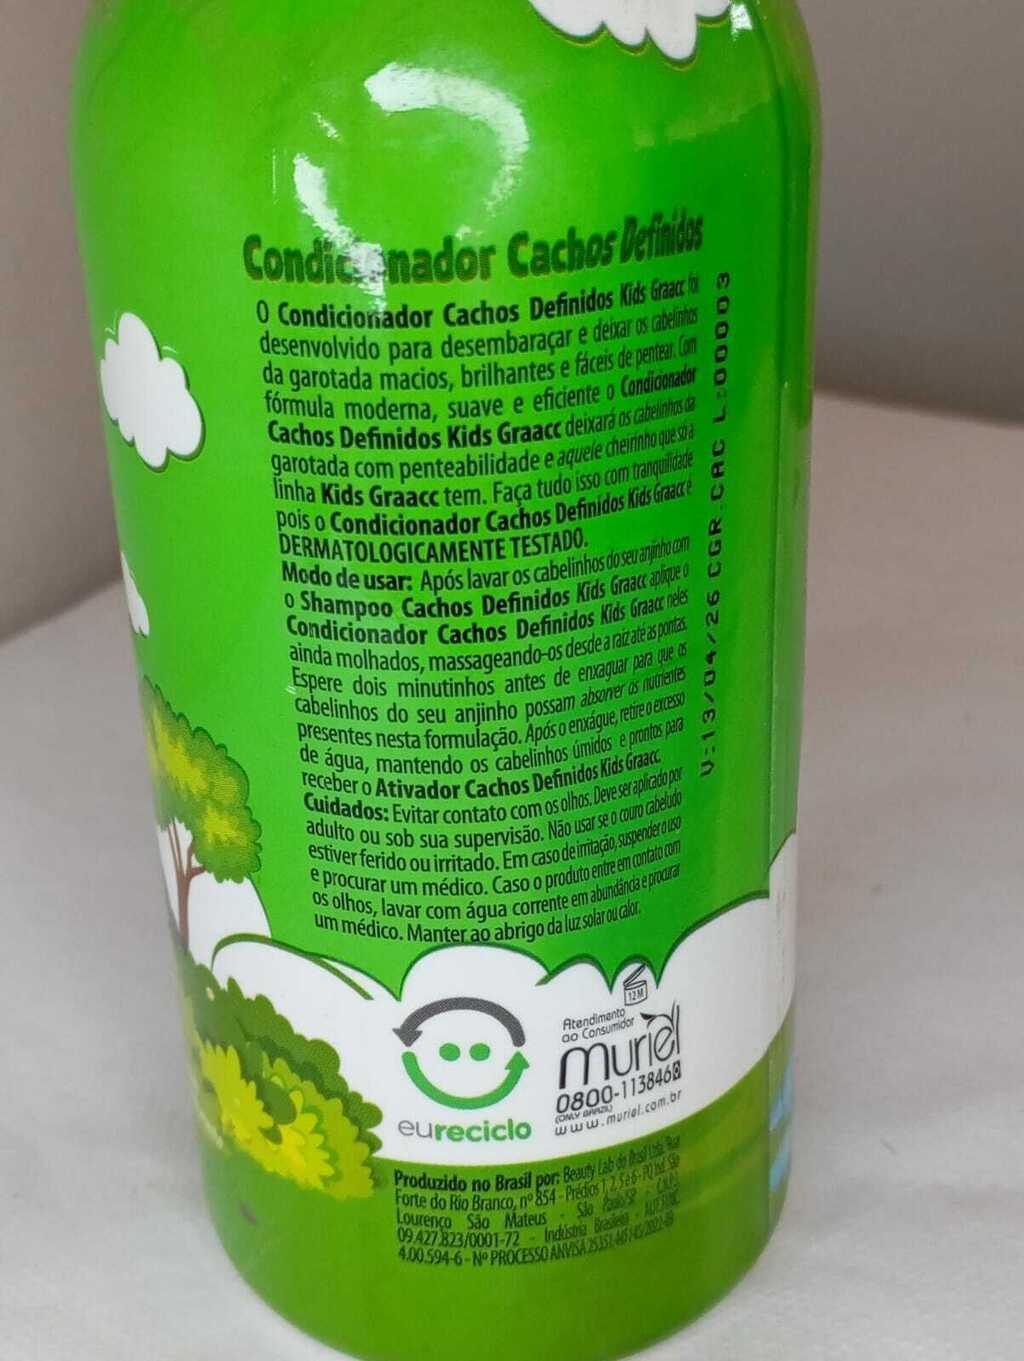 Condicionador Cachos Definidos
O Condicionador Cachos Definidos Kids Graacc foi
desenvolvido para desembaraçar e deixar os cabelinhos
da garotada macios, brilhantes e fáceis de pentear. Com
fórmula moderna, suave e eficiente o Condicionador
Cachos Definidos Kids Graacc deixará os cabelinhos da
garotada com penteabilidade e aquele cheirinho que só a
linha Kids Graacc tem. Faça tudo isso com tranquilidade
pois o Condicionador Cachos Definidos Kids Graacc é
DERMATOLOGICAMENTE TESTADO.
Modo de usar: Após lavar os cabelinhos do seu anjinho com
o Shampoo Cachos Definidos Kids Graacc aplique o
Condicionador Cachos Definidos Kids Graacc neles
ainda molhados, massageando-os desde a raiz até as pontas.
Espere dois minutinhos antes de enxaguar para que os
cabelinhos do seu anjinho possam absorver os nutrientes
presentes nesta formulação. Após o enxágue, retire o excesso
de água, mantendo os cabelinhos úmidos e prontos para
receber o Ativador Cachos Definidos Kids Graacc.
Cuidados: Evitar contato com os olhos. Deve ser aplicado por
adulto ou sob sua supervisão. Não usar se o couro cabeludo
estiver ferido ou irritado. Em caso de irritação, suspender o uso
e procurar um médico. Caso o produto entre em contato com
os olhos, lavar com água corrente em abundância e procurar
um médico. Manter ao abrigo da luz solar ou calor.
V:13/04/26 CGR.CAC L:00003
eureciclo
12M
Atendimento
ao Consumidor
muriel
0800-113846
(ONLY BRAZIL)
www.muriel.com.br
Produzido no Brasil por: Beauty Lab do Brasil Ltda. Rua
Forte do Rio Branco, nº 854 - Prédios 1, 2, 5 e 6 - PQ Ind. São
Lourenço São Mateus - São Paulo/SP - C.N.P.J.
09.427.823/0001-72 - Indústria Brasileira - AUT. FUNC.
4.00.594-6 - Nº PROCESSO ANVISA